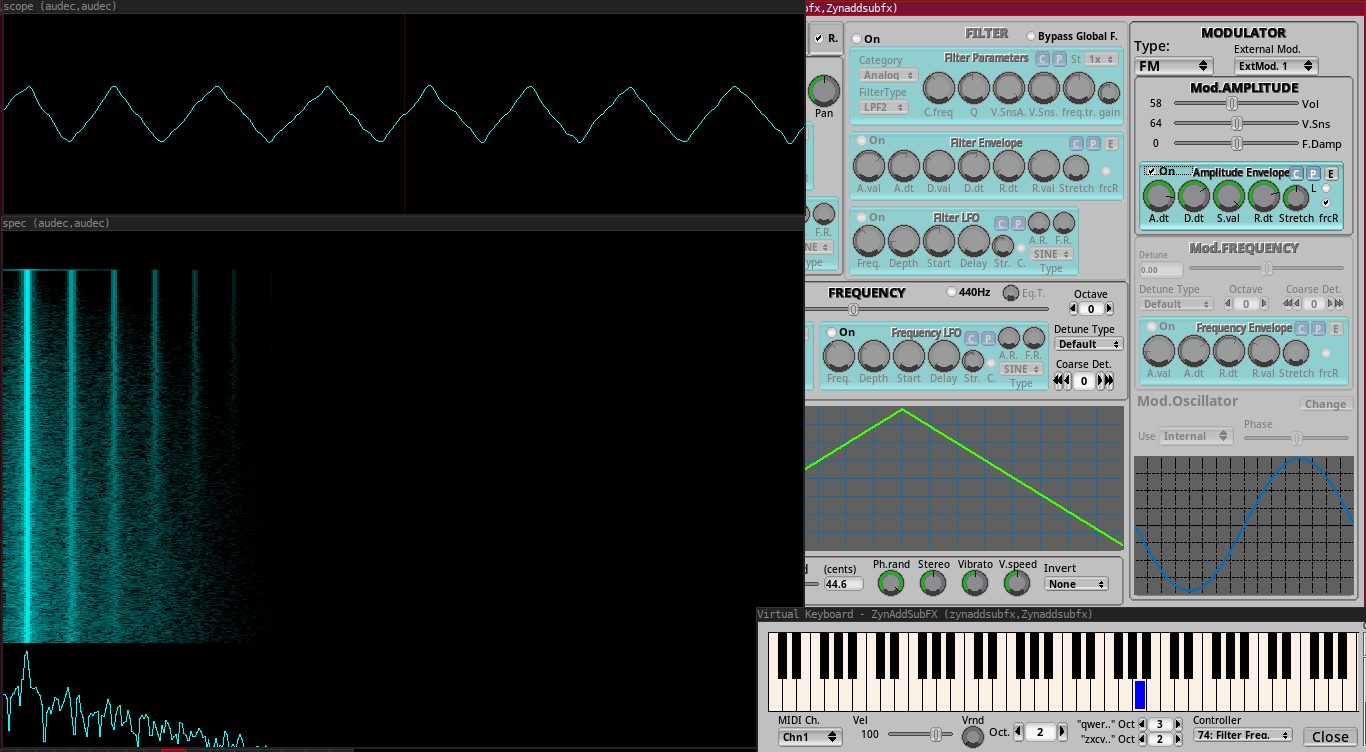 scope (audec,audec)
spec (audec,audec)
bfx,Zynaddsubfx)
R.
Pan
F.R.
NE
ype
On
FILTER
Bypass Global F.
Category
Analog
FilterType
LPF2
Filter Parameters
C
P
St
1x
C.freq
Q
V.SnsA.
V.Sns.
freq.tr.
gain
On
Filter Envelope
C
P
E
A.val
A.dt
D.val
D.dt
R.dt
R.val
Stretch
frcR
On
Filter LFO
C
P
A.R.
F.R.
SINE
Type
Freq.
Depth
Start
Delay
Str.
C.
FREQUENCY
440Hz
Eq.T.
Octave
0
On
Frequency LFO
C
P
A.R.
F.R.
SINE
Type
Freq.
Depth
Start
Delay
Str.
C.
Detune Type
Default
Coarse Det.
0
d
(cents)
44.6
Ph.rand
Stereo
Vibrato
V.speed
Invert
None
MODULATOR
Type:
FM
External Mod.
ExtMod. 1
Mod.AMPLITUDE
58
Vol
64
V.Sns
0
F.Damp
On
Amplitude Envelope
C
P
E
L
A.dt
D.dt
S.val
R.dt
Stretch
frcR
Mod.FREQUENCY
Detune
0.00
Detune Type
Default
Octave
0
Coarse Det.
0
On
Frequency Envelope
C
P
E
A.val
A.dt
R.dt
R.val
Stretch
frcR
Mod.Oscillator
Change
Use
Internal
Phase
Virtual Keyboard - ZynAddSubFX (zynaddsubfx,Zynaddsubfx)
MIDI Ch.
Chn1
Vel
100
Vrnd
Oct.
2
"qwer.." Oct
3
"zxcv.." Oct
2
Controller
74: Filter Freq.
Close